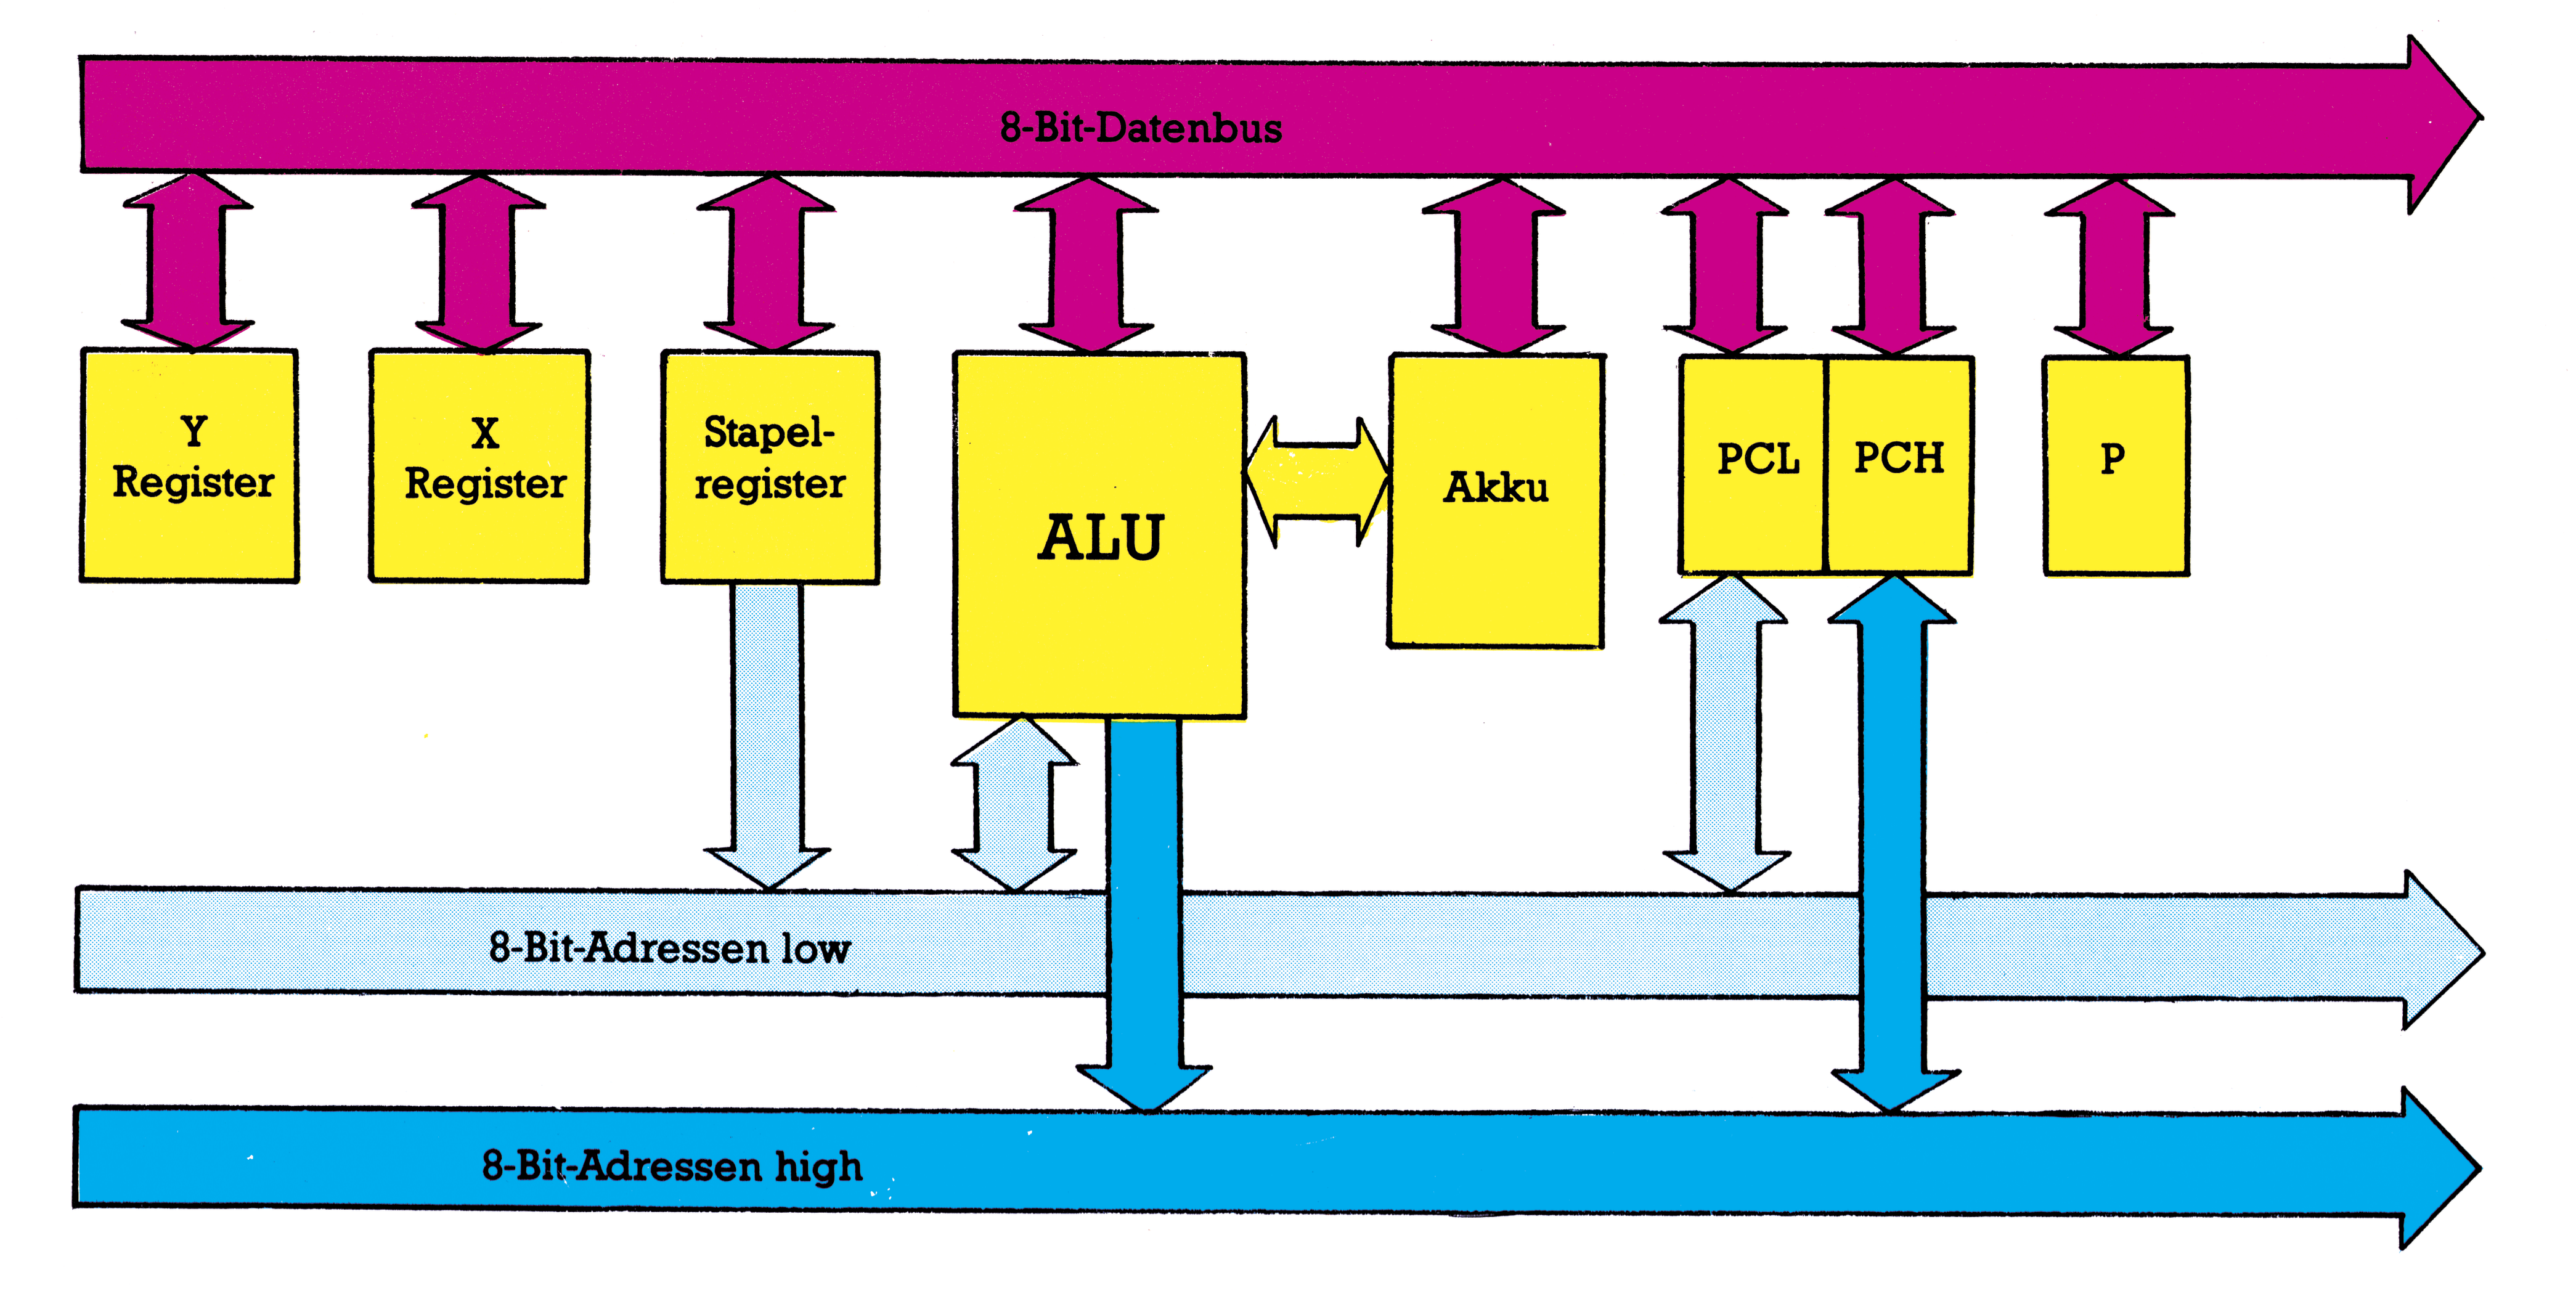 8-Bit-Datenbus
Y
Register
X
Register
Stapel-
register
ALU
Akku
PCL
PCH
P
8-Bit-Adressen low
8-Bit-Adressen high